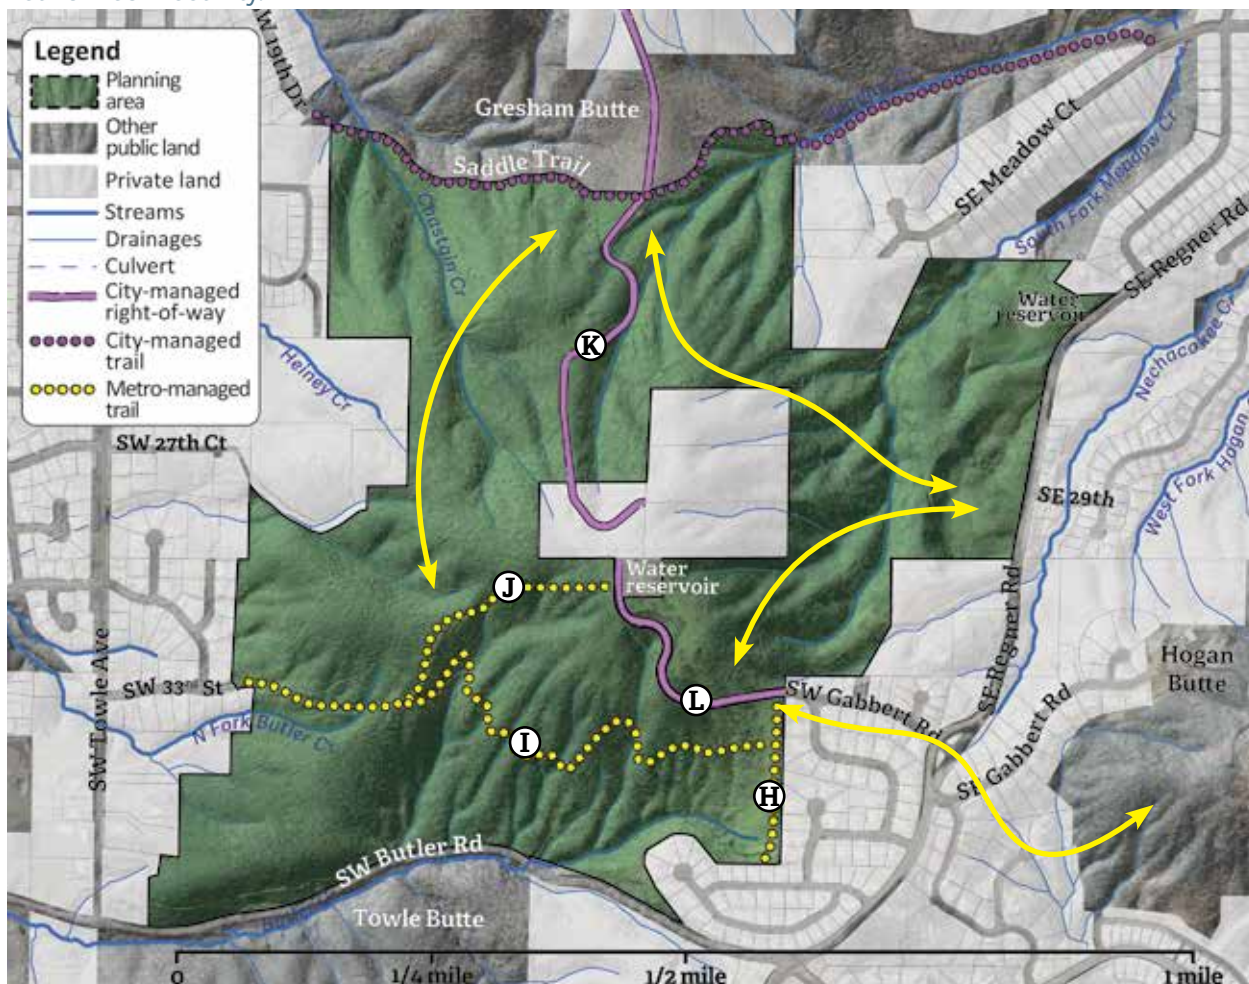 Legend
Planning
area
Other
public land
Private land
Streams
Drainages
Culvert
City-managed
right-of-way
City-managed
trail
Metro-managed
trail
SW 19th Dr
Gresham Butte
Saddle Trail
Chastain Cr
SE Meadow Ct
South Fork Meadow Cr
SE Regner Rd
Water
reservoir
Nechacokee Cr
West Fork Hogan
Heiney Cr
K
SW 27th Ct
SE 29th
J
Water
reservoir
SE Regner Rd
Hogan
Butte
SW Towle Ave
SW 33rd St
N Fork Butler Cr
L
SW Gabbert Rd
SE Gabbert Rd
I
H
SW Butler Rd
Towle Butte
0
1/4 mile
1/2 mile
1 mile